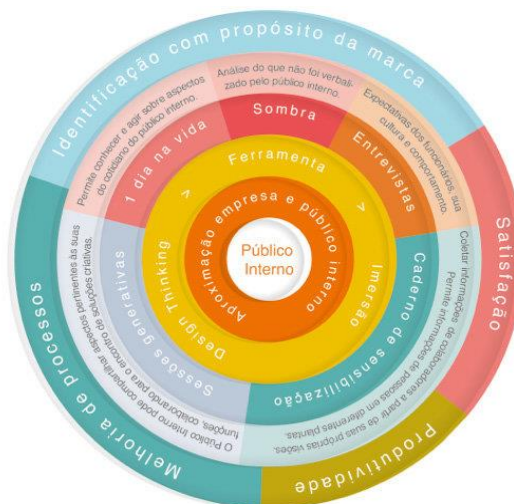 Identificação com propósito da marca
Satisfação
Produtividade
Melhoria de processos
Análise do que não foi verbali-
zado pelo público interno.
Expectativas dos funcionários, sua
cultura e comportamento.
Coletar informações de colaboradores a partir de suas próprias visões.
Permite informações de pessoas em diferentes plantas.
O Público Interno pode compartilhar aspectos pertinentes às suas
funções, colaborando para o encontro de soluções criativas.
Permite conhecer e agir sobre aspectos
do cotidiano do público interno.
Sombra
Entrevistas
Caderno de sensibilização
Sessões generativas
1 dia na vida
Design Thinking > Ferramenta > Imersão
Aproximação empresa e público interno
Público
Interno